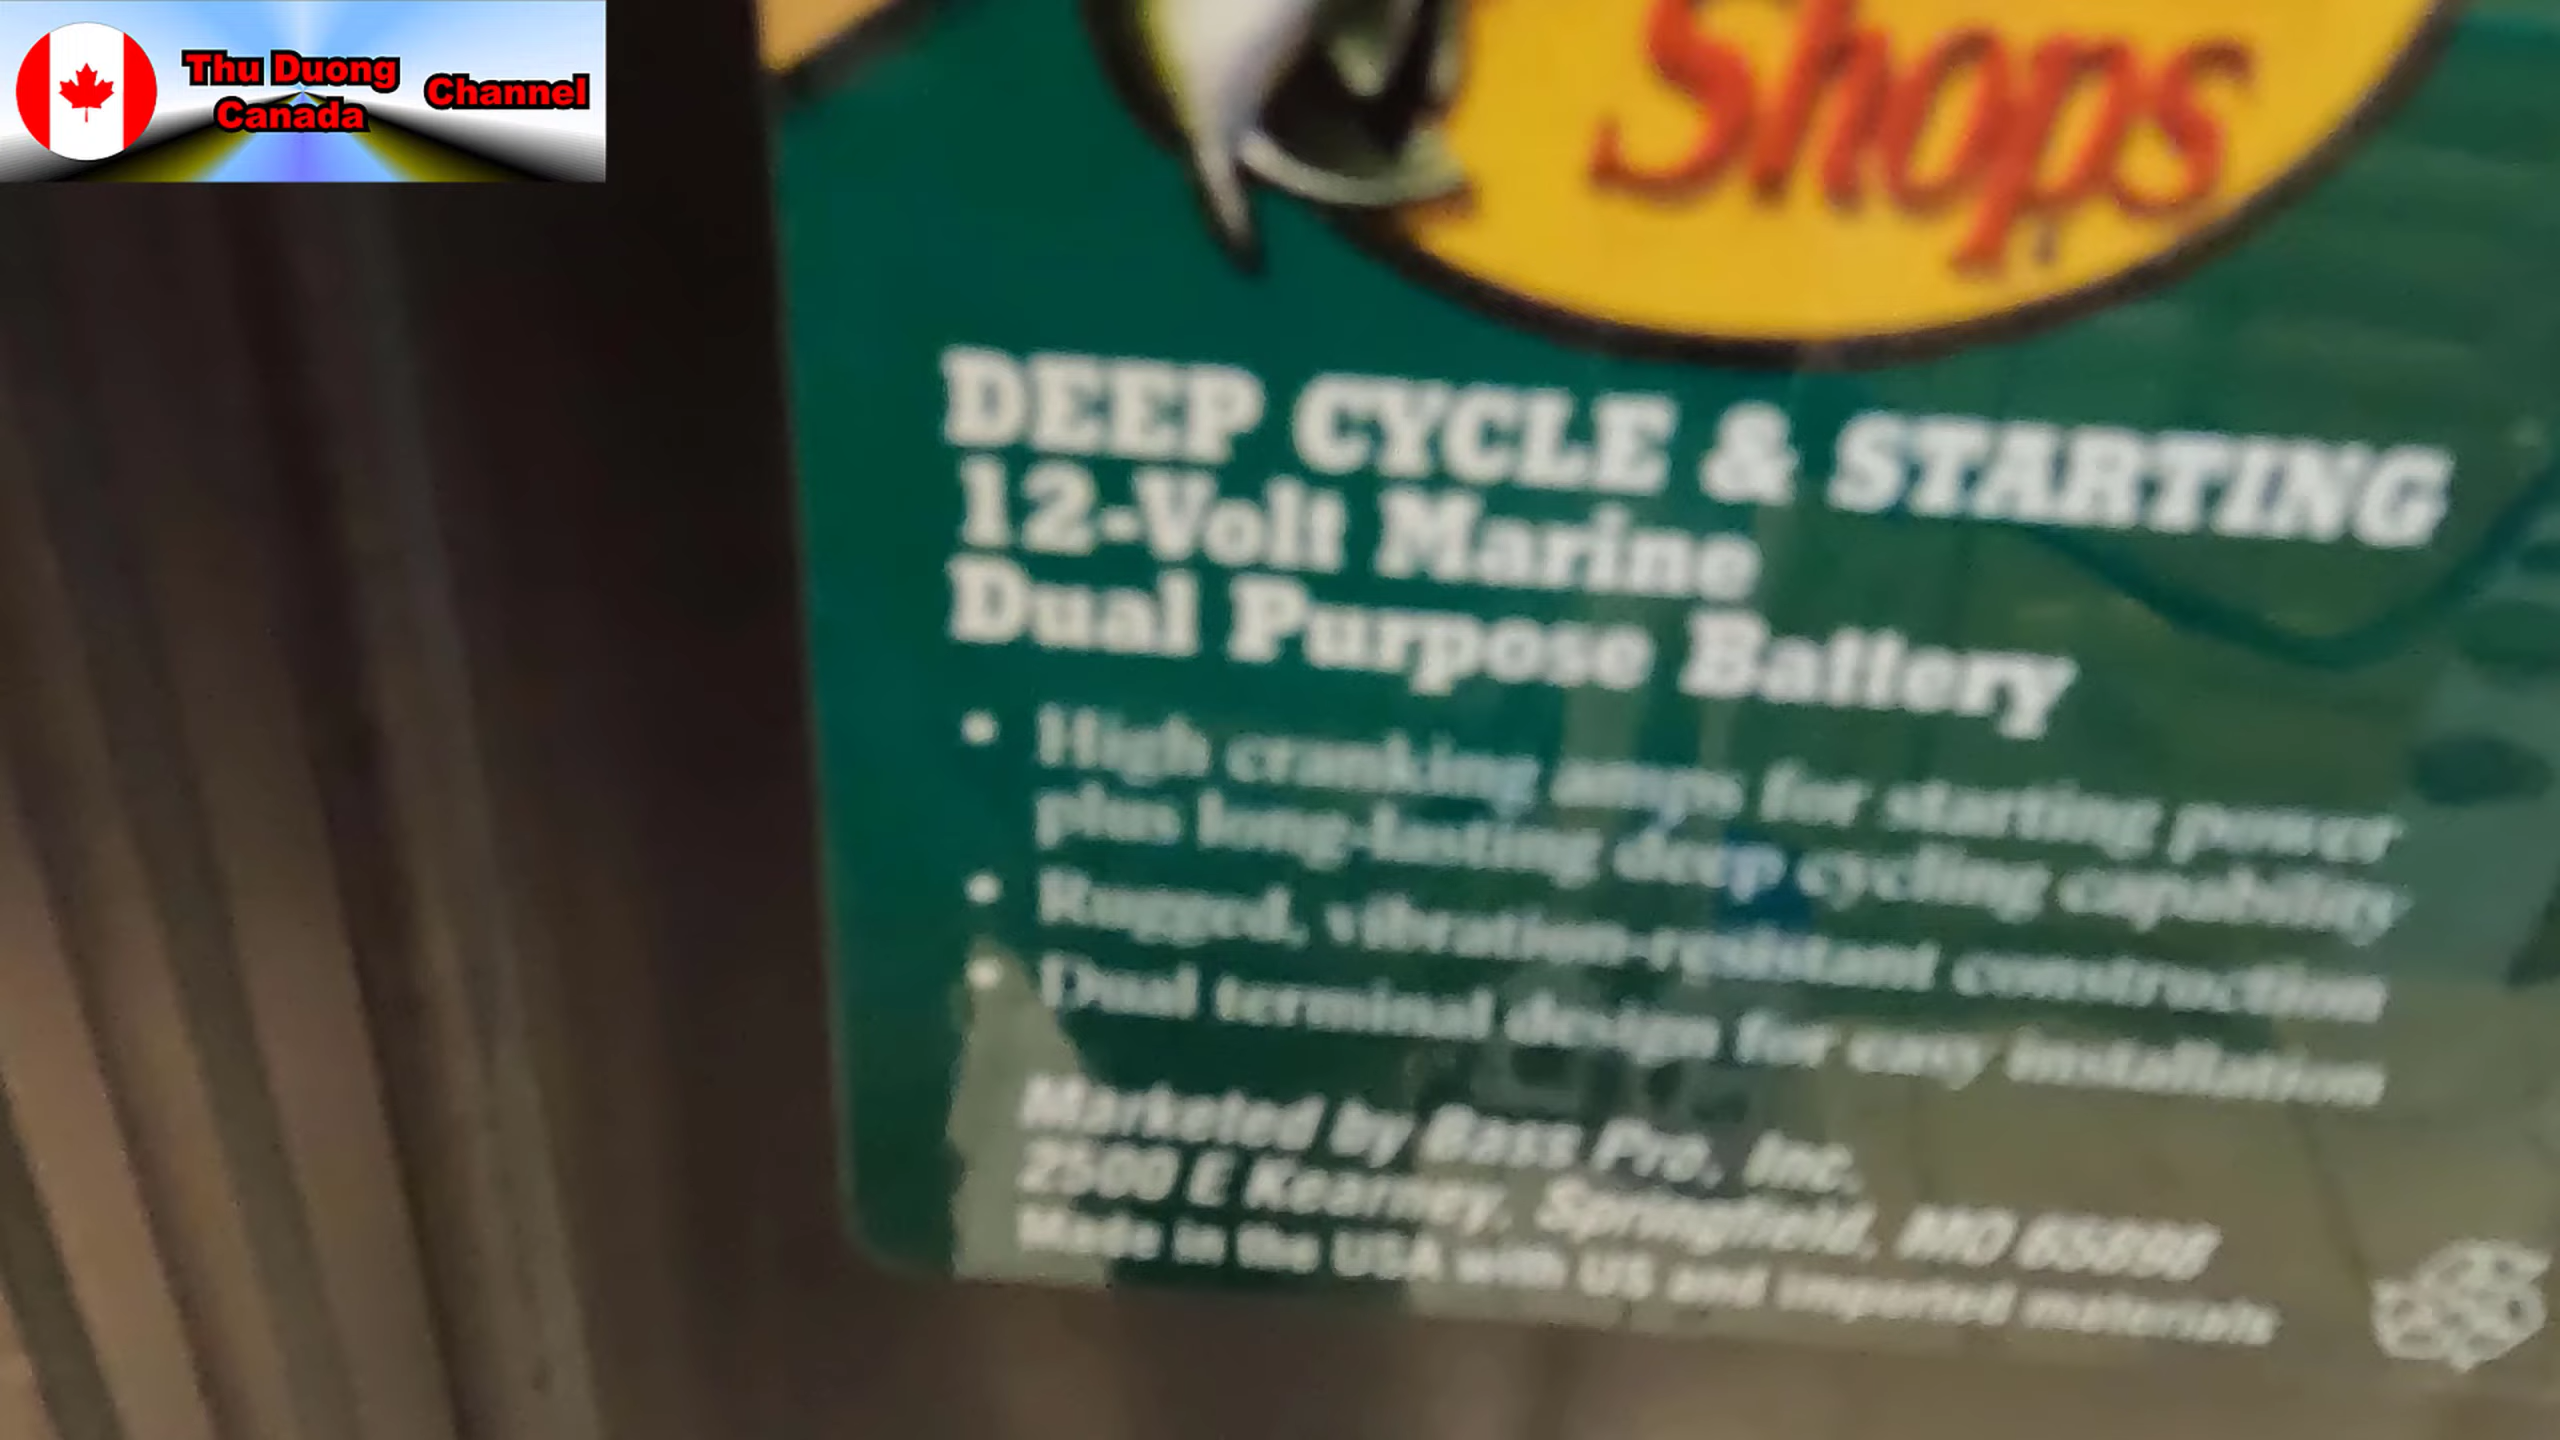 Thu Duong
Canada
Channel
Shops
DEEP CYCLE & STARTING
12-Volt Marine
Dual Purpose Battery
• High cranking amps for starting power
plus long-lasting deep cycling capability
• Rugged, vibration-resistant construction
• Dual terminal design for easy installation
Marketed by Bass Pro, Inc.
2500 E Kearney, Springfield, MO 65898
Made in the USA with US and imported materials